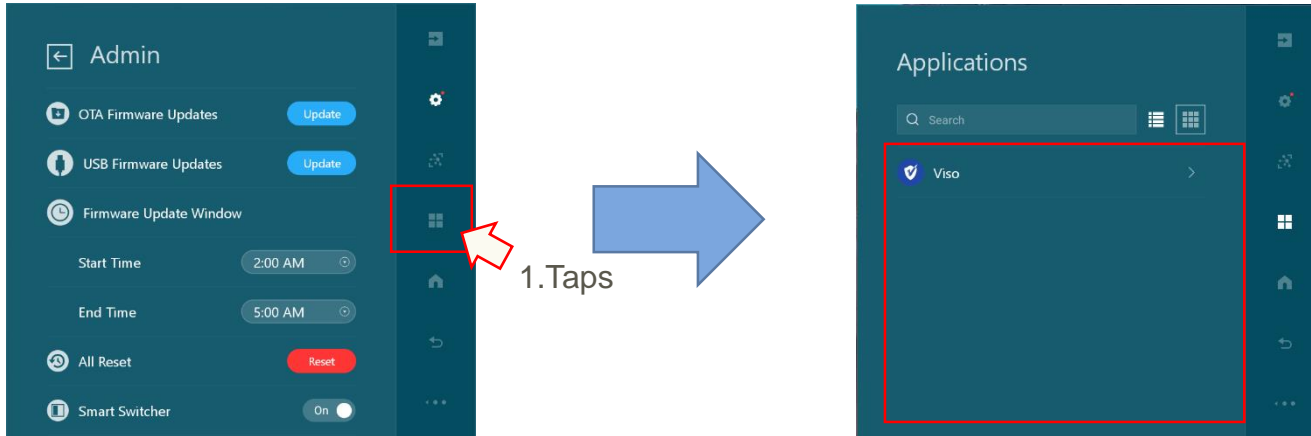 Admin
OTA Firmware Updates Update
USB Firmware Updates Update
Firmware Update Window
Start Time 2:00 AM
End Time 5:00 AM
All Reset Reset
Smart Switcher On
1.Taps
Applications
Search
Viso